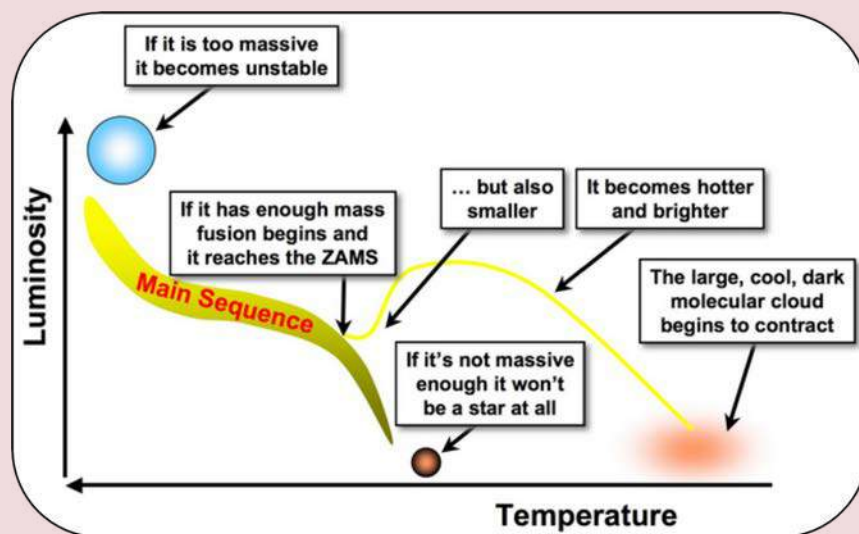 If it is too massive
it becomes unstable
… but also
smaller
It becomes hotter
and brighter
If it has enough mass
fusion begins and
it reaches the ZAMS
The large, cool, dark
molecular cloud
begins to contract
Luminosity
Main Sequence
If it's not massive
enough it won't
be a star at all
Temperature